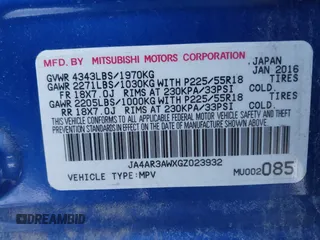 MFD. BY MITSUBISHI MOTORS CORPORATION JAPAN
GVWR 4343LBS/1970KG JAN 2016
GAWR 2271LBS/1030KG WITH P225/55R18 TIRES
FR 18X7.0J RIMS AT 230KPA/33PSI COLD.
GAWR 2205LBS/1000KG WITH P225/55R18 TIRES
RR 18X7.0J RIMS AT 230KPA/33PSI COLD.
THIS VEHICLE CONFORMS TO ALL APPLICABLE FEDERAL MOTOR VEHICLE SAFETY AND
THEFT PREVENTION STANDARDS IN EFFECT ON THE DATE OF MANUFACTURE SHOWN ABOVE.
JA4AR3AWXGZ023932
VEHICLE TYPE:MPV MU002085
DREAMBID